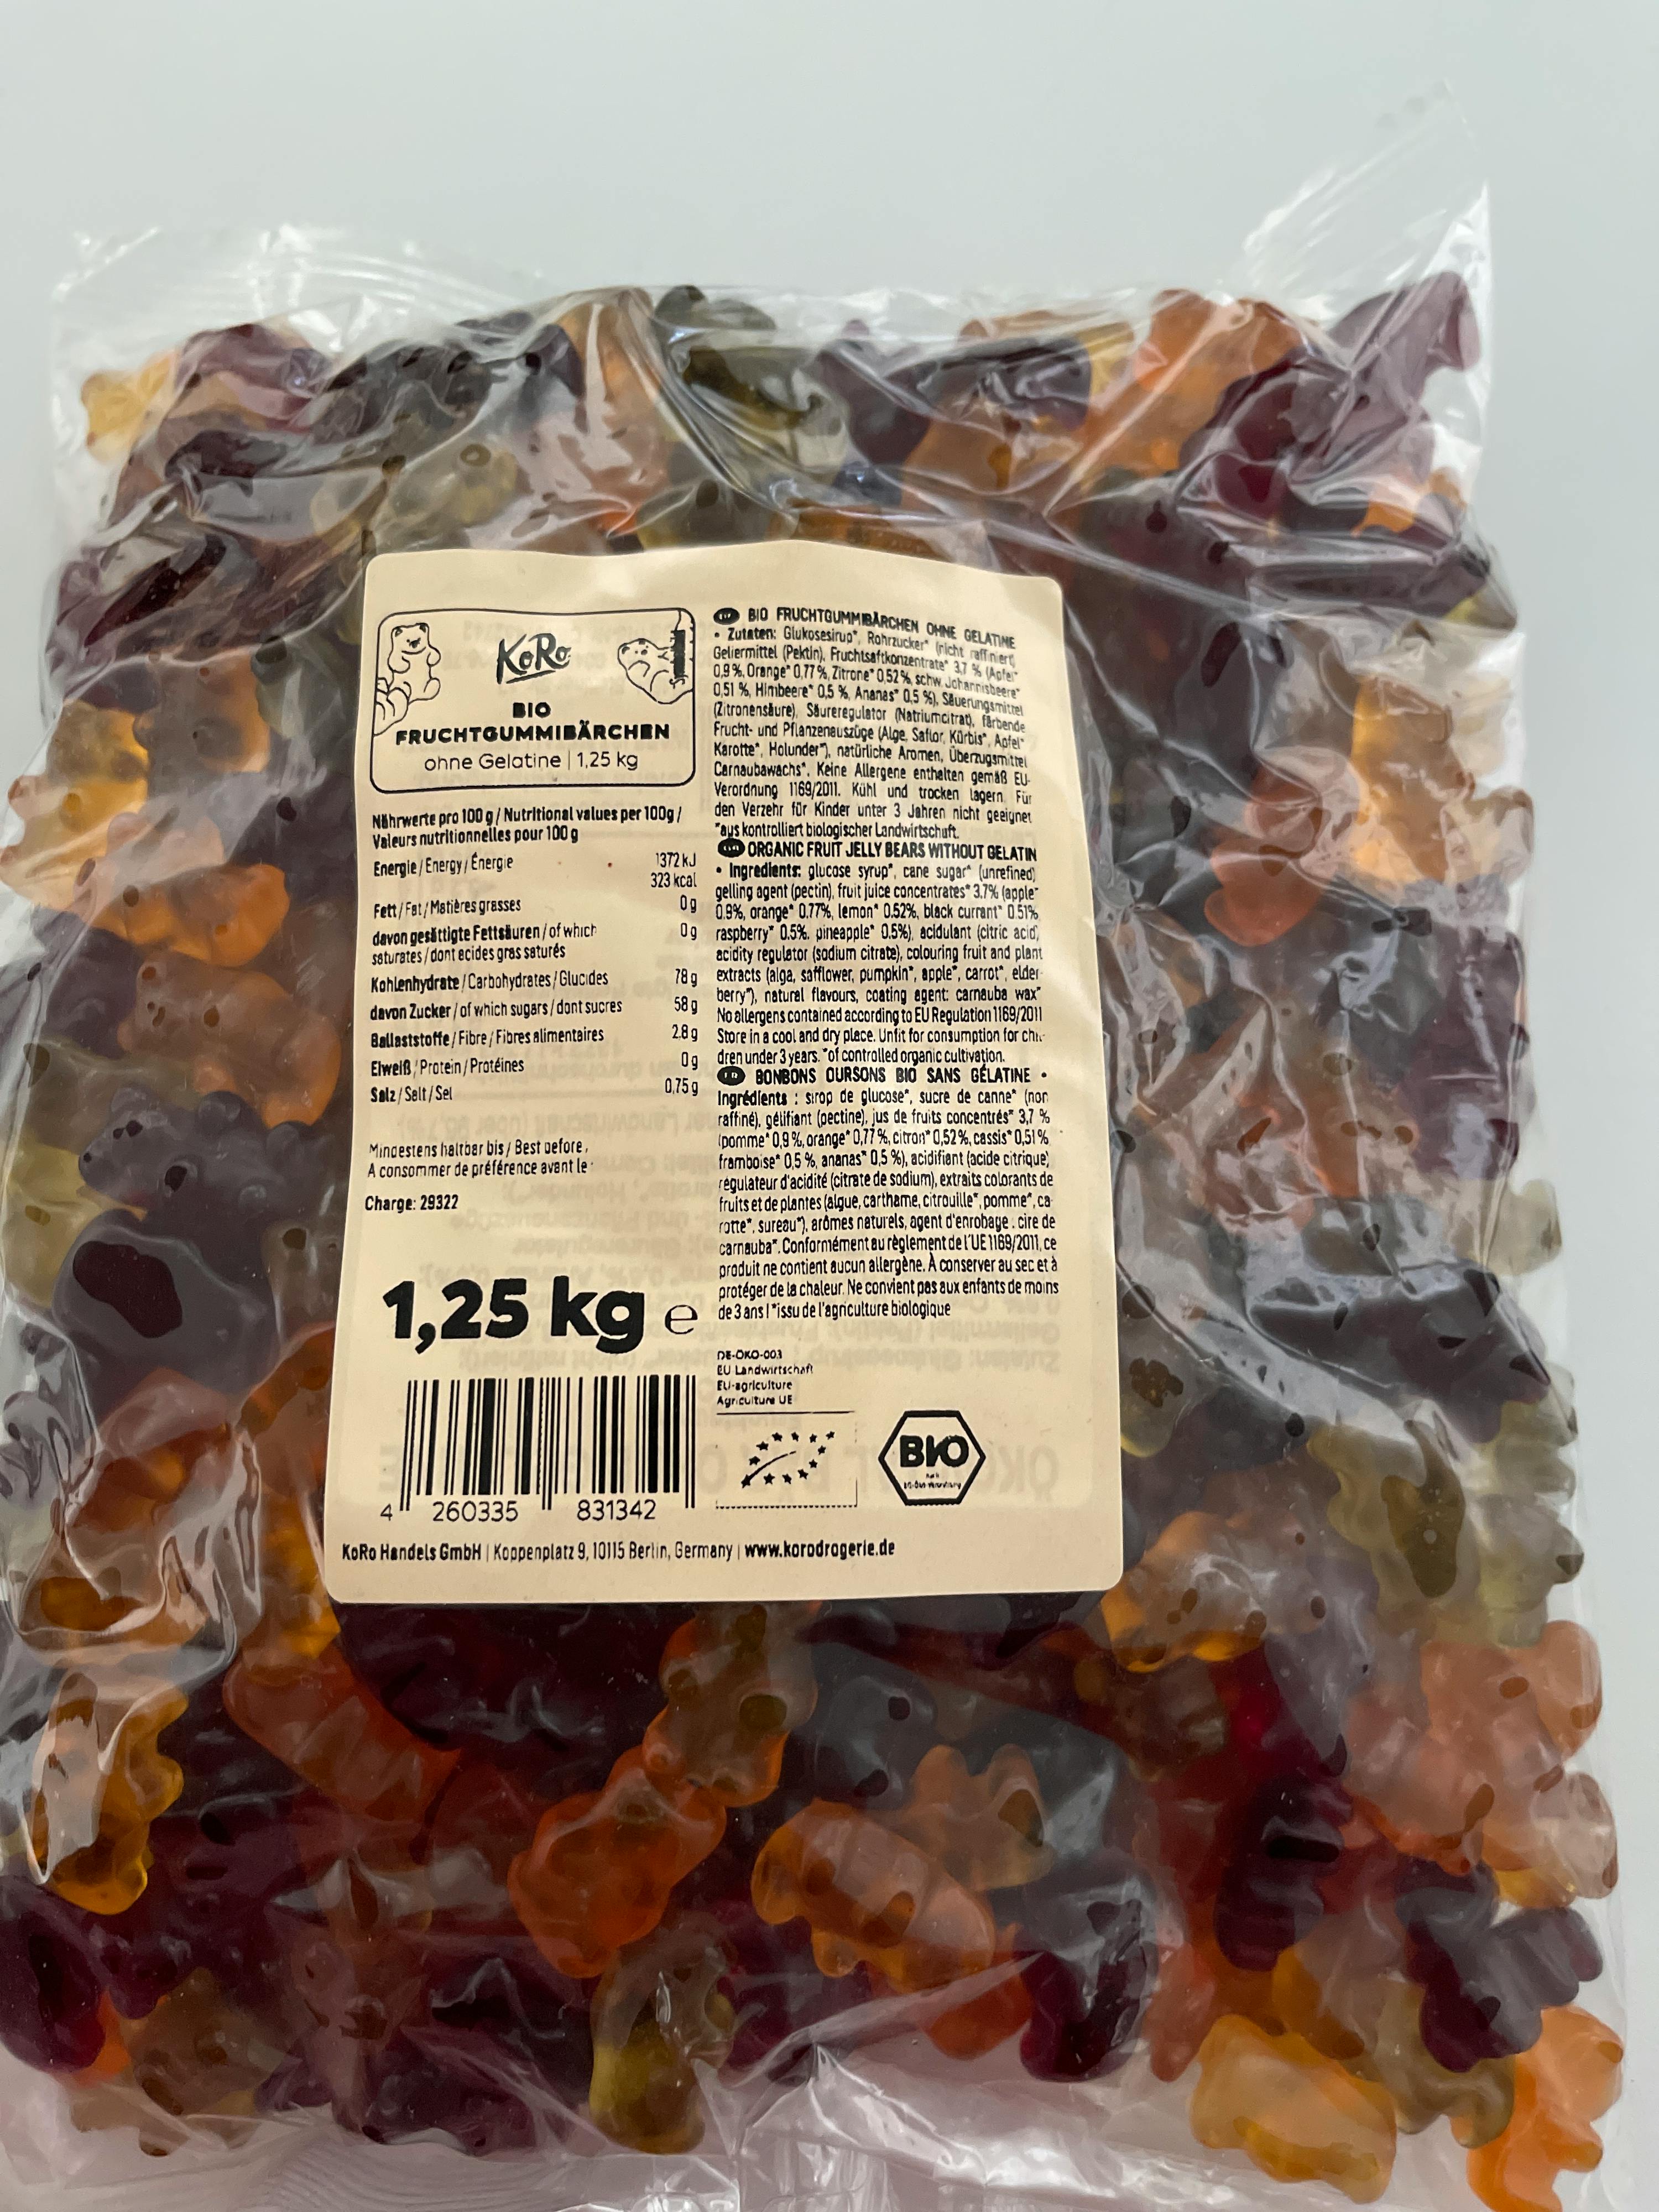 KoRo
BIO
FRUCHTGUMMIBÄRCHEN
ohne Gelatine | 1,25 kg
Nährwerte pro 100 g / Nutritional values per 100g /
Valeurs nutritionnelles pour 100 g
Energie / Energy / Énergie 1372 kJ
323 kcal
Fett / Fat / Matières grasses 0 g
davon gesättigte Fettsäuren / of which 0 g
saturates / dont acides gras saturés
Kohlenhydrate / Carbohydrates / Glucides 78 g
davon Zucker / of which sugars / dont sucres 58 g
Ballaststoffe / Fibre / Fibres alimentaires 2.8 g
Eiweiß / Protein / Protéines 0 g
Salz / Salt / Sel 0,75 g
Mindestens haltbar bis / Best before,
A consommer de préférence avant le:
Charge: 29322
1,25 kg e
4 260335 831342
BIO FRUCHTGUMMIBÄRCHEN OHNE GELATINE
• Zutaten: Glukosesirup*, Rohrzucker* (nicht raffiniert)
Geliermittel (Pektin), Fruchtsaftkonzentrate* 3,7 % (Apfel*
0,9 %, Orange* 0,77 %, Zitrone* 0,52 %, schw. Johannisbeere*
0,51 %, Himbeere* 0,5 %, Ananas* 0,5 %), Säuerungsmittel
(Zitronensäure), Säureregulator (Natriumcitrat), färbende
Frucht- und Pflanzenauszüge (Alge, Saflor, Kürbis*, Apfel*
Karotte*, Holunder*), natürliche Aromen, Überzugsmittel
Carnaubawachs*. Keine Allergene enthalten gemäß EU-
Verordnung 1169/2011. Kühl und trocken lagern. Für
den Verzehr für Kinder unter 3 Jahren nicht geeignet
*aus kontrolliert biologischer Landwirtschaft.
ORGANIC FRUIT JELLY BEARS WITHOUT GELATIN
• Ingredients: glucose syrup*, cane sugar* (unrefined)
gelling agent (pectin), fruit juice concentrates* 3.7% (apple*
0.9%, orange* 0.77%, lemon* 0.52%, black currant* 0.51%,
raspberry* 0.5%. pineapple* 0.5%), acidulant (citric acid,
acidity regulator (sodium citrate), colouring fruit and plant
extracts (alga, safflower, pumpkin*, apple*, carrot*, elder-
berry*), natural flavours, coating agent: carnauba wax*
No allergens contained according to EU Regulation 1169/2011
Store in a cool and dry place. Unfit for consumption for chil-
dren under 3 years. *of controlled organic cultivation.
BONBONS OURSONS BIO SANS GÉLATINE •
Ingrédients : sirop de glucose*, sucre de canne* (non
raffiné), gélifiant (pectine), jus de fruits concentrés* 3,7 %
(pomme* 0,9 %, orange* 0,77 %, citron* 0,52 %, cassis* 0,51 %
framboise* 0,5 %, ananas* 0,5 %), acidifiant (acide citrique)
régulateur d'acidité (citrate de sodium), extraits colorants de
fruits et de plantes (algue, carthame, citrouille*, pomme*, ca-
rotte*, sureau*), arômes naturels, agent d'enrobage : cire de
carnauba*. Conformément au règlement de l'UE 1169/2011, ce
produit ne contient aucun allergène. À conserver au sec et à
protéger de la chaleur. Ne convient pas aux enfants de moins
de 3 ans ! *issu de l'agriculture biologique
DE-ÖKO-003
EU Landwirtschaft
EU-agriculture
Agriculture UE
BIO
KoRo Handels GmbH | Koppenplatz 9, 10115 Berlin, Germany | www.korodrogerie.de